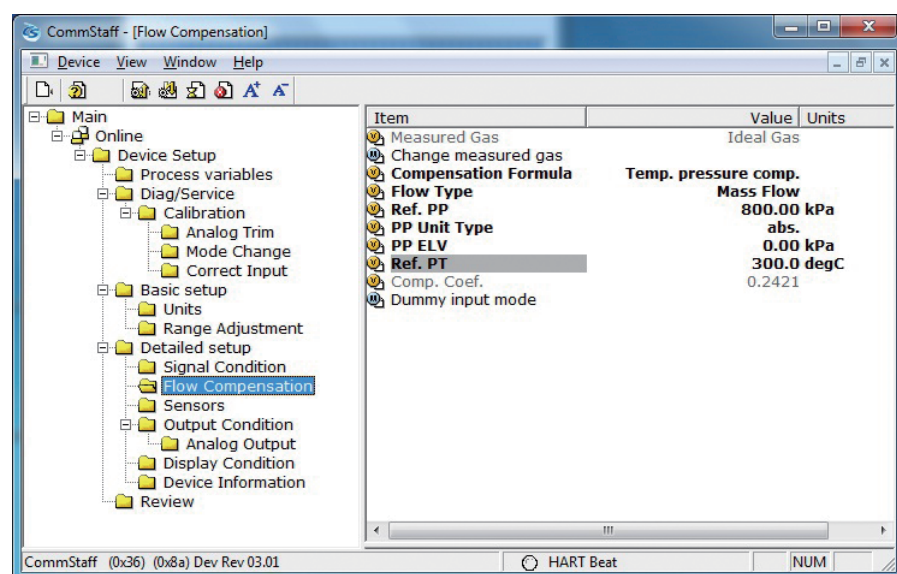 CommStaff - [Flow Compensation]
Device View Window Help
Main
Online
Device Setup
Process variables
Diag/Service
Calibration
Analog Trim
Mode Change
Correct Input
Basic setup
Units
Range Adjustment
Detailed setup
Signal Condition
Flow Compensation
Sensors
Output Condition
Analog Output
Display Condition
Device Information
Review
Item Value Units
Measured Gas Ideal Gas
Change measured gas
Compensation Formula Temp. pressure comp.
Flow Type Mass Flow
Ref. PP 800.00 kPa
PP Unit Type abs.
PP ELV 0.00 kPa
Ref. PT 300.0 degC
Comp. Coef. 0.2421
Dummy input mode
CommStaff (0x36) (0x8a) Dev Rev 03.01 HART Beat NUM